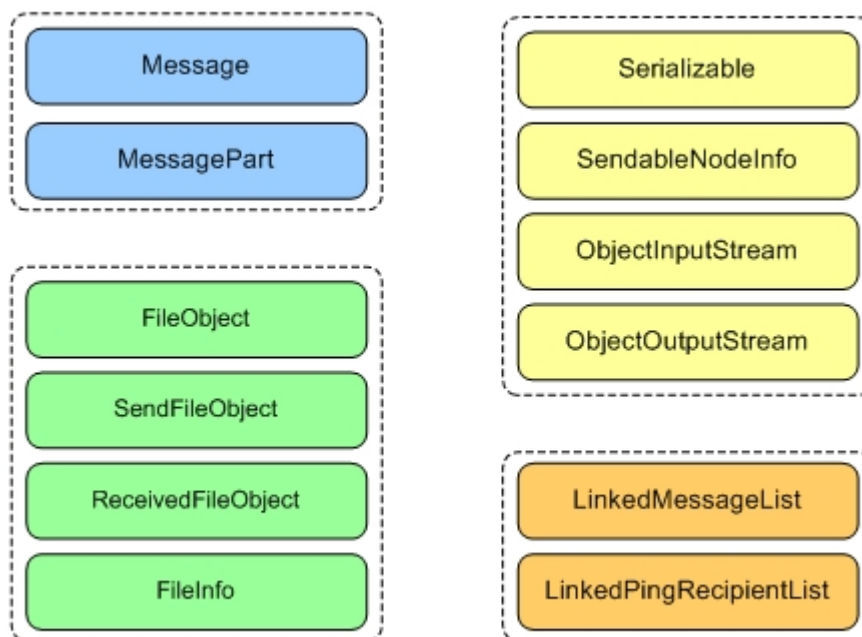 Message
MessagePart
FileObject
SendFileObject
ReceivedFileObject
FileInfo
Serializable
SendableNodeInfo
ObjectInputStream
ObjectOutputStream
LinkedMessageList
LinkedPingRecipientList